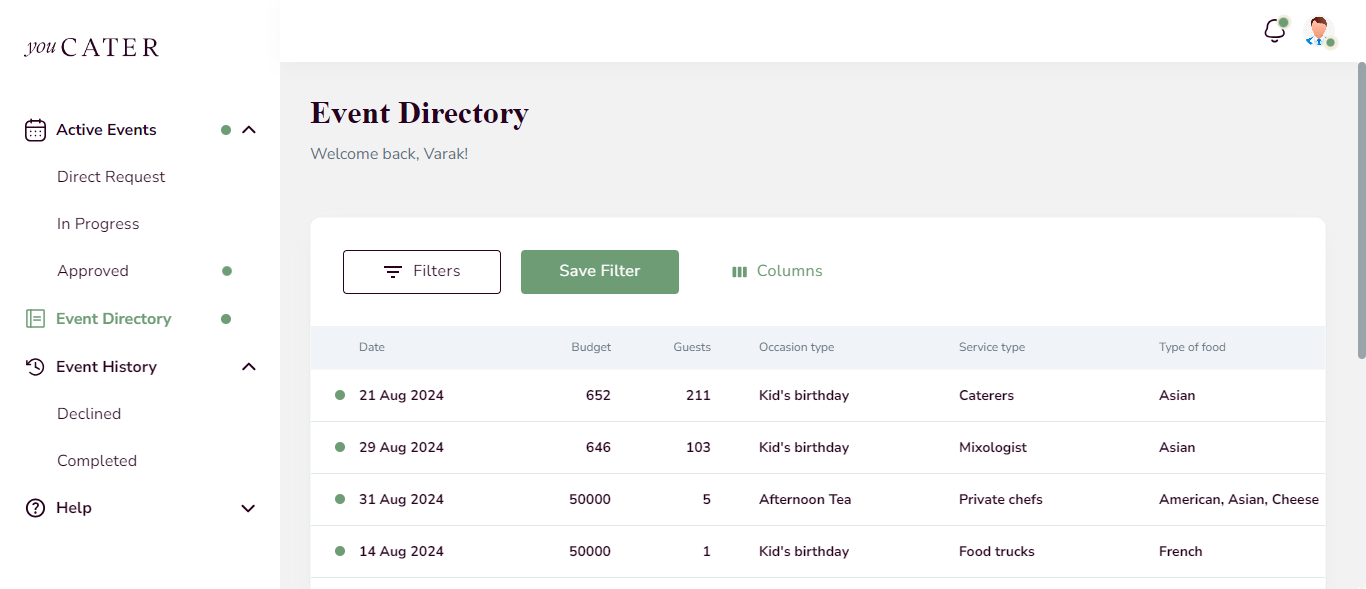 you CATER
Active Events
Direct Request
In Progress
Approved
Event Directory
Event History
Declined
Completed
Help
Event Directory
Welcome back, Varak!
Filters Save Filter Columns
Date Budget Guests Occasion type Service type Type of food
21 Aug 2024 652 211 Kid's birthday Caterers Asian
29 Aug 2024 646 103 Kid's birthday Mixologist Asian
31 Aug 2024 50000 5 Afternoon Tea Private chefs American, Asian, Cheese
14 Aug 2024 50000 1 Kid's birthday Food trucks French